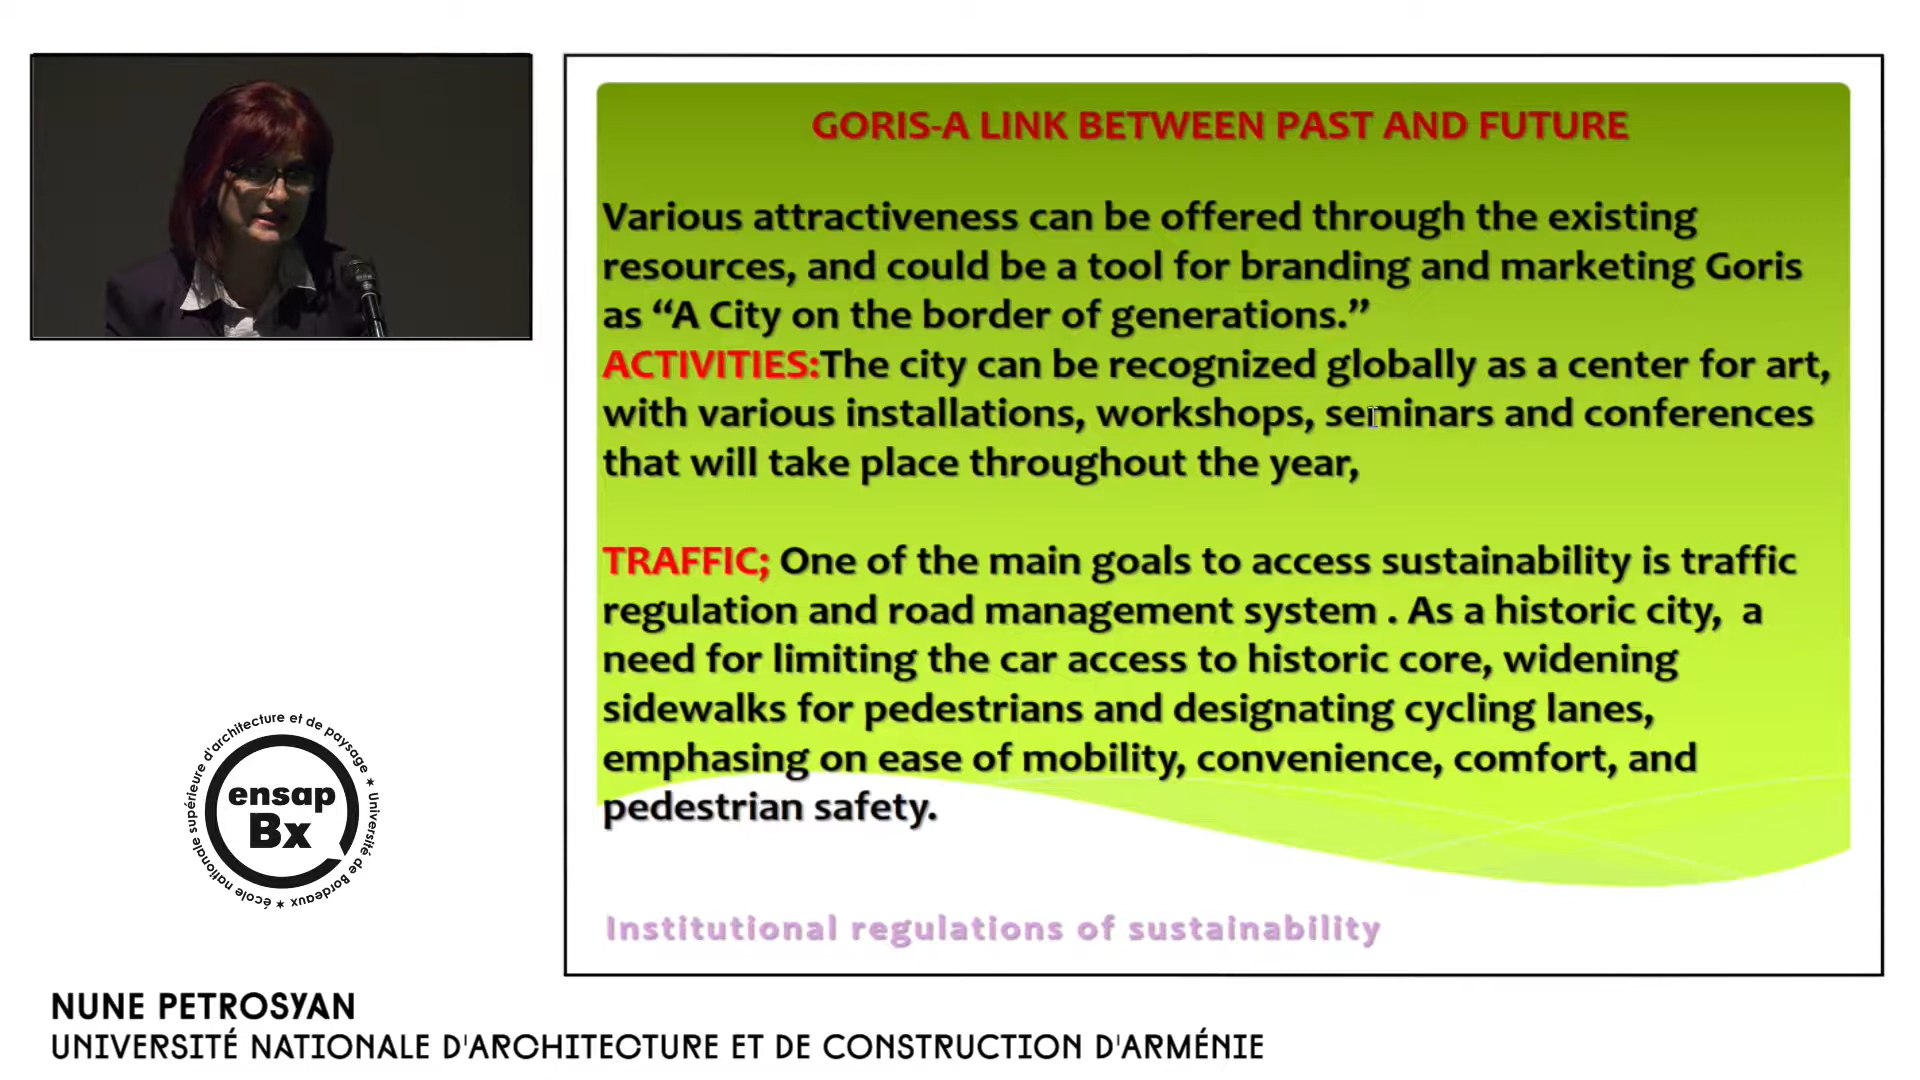 GORIS-A LINK BETWEEN PAST AND FUTURE
Various attractiveness can be offered through the existing
resources, and could be a tool for branding and marketing Goris
as “A City on the border of generations.”
ACTIVITIES:The city can be recognized globally as a center for art,
with various installations, workshops, seminars and conferences
that will take place throughout the year,
TRAFFIC; One of the main goals to access sustainability is traffic
regulation and road management system . As a historic city, a
need for limiting the car access to historic core, widening
sidewalks for pedestrians and designating cycling lanes,
emphasing on ease of mobility, convenience, comfort, and
pedestrian safety.
Institutional regulations of sustainability
école nationale supérieure d'architecture et de paysage * Université de Bordeaux *
ensap
Bx
NUNE PETROSYAN
UNIVERSITÉ NATIONALE D'ARCHITECTURE ET DE CONSTRUCTION D'ARMÉNIE